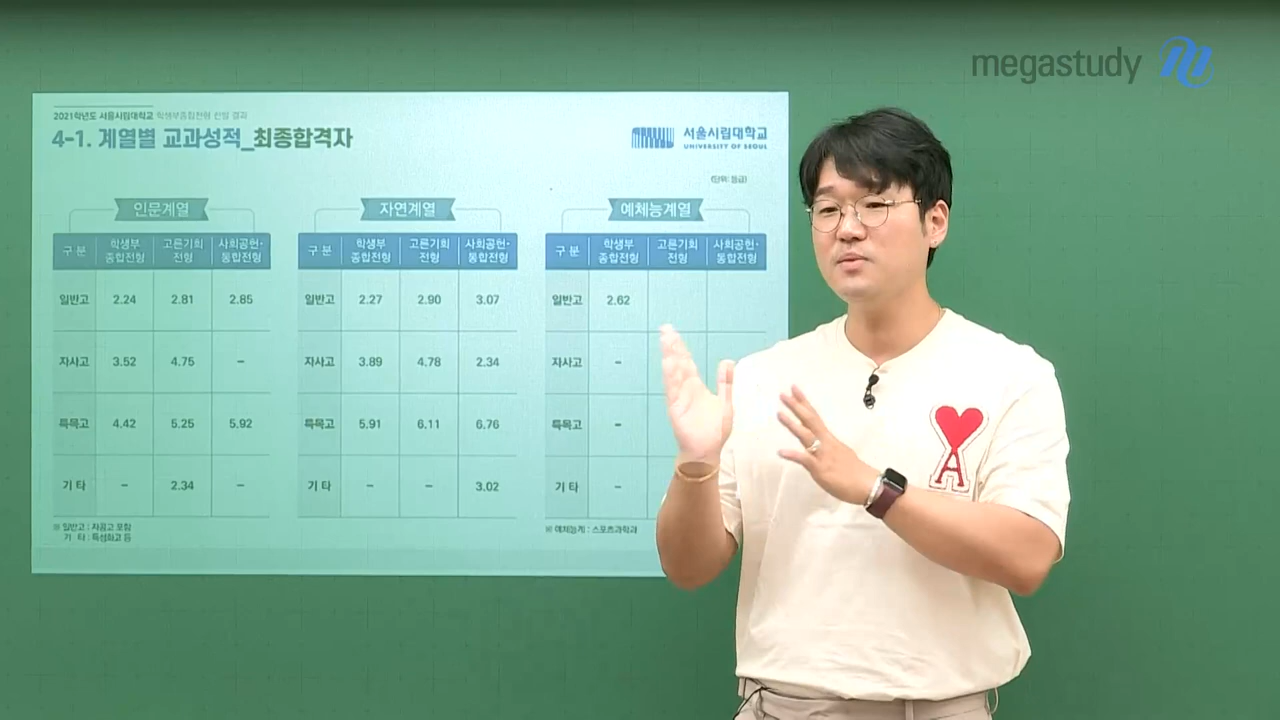 megastudy
2021학년도 서울시립대학교 학생부종합전형 선발 결과
4-1. 계열별 교과성적_최종합격자
서울시립대학교
UNIVERSITY OF SEOUL
(단위: 등급)
인문계열
구 분 학생부 종합전형 고른기회 전형 사회공헌· 통합전형
일반고 2.24 2.81 2.85
자사고 3.52 4.75 -
특목고 4.42 5.25 5.92
기 타 - 2.34 -
※ 일반고 : 자공고 포함
기 타 : 특성화고 등
자연계열
구 분 학생부 종합전형 고른기회 전형 사회공헌· 통합전형
일반고 2.27 2.90 3.07
자사고 3.89 4.78 2.34
특목고 5.91 6.11 6.76
기 타 - - 3.02
예체능계열
구 분 학생부 종합전형 고른기회 전형 사회공헌· 통합전형
일반고 2.62
자사고 -
특목고 -
기 타 -
※ 예체능계 : 스포츠과학과
A